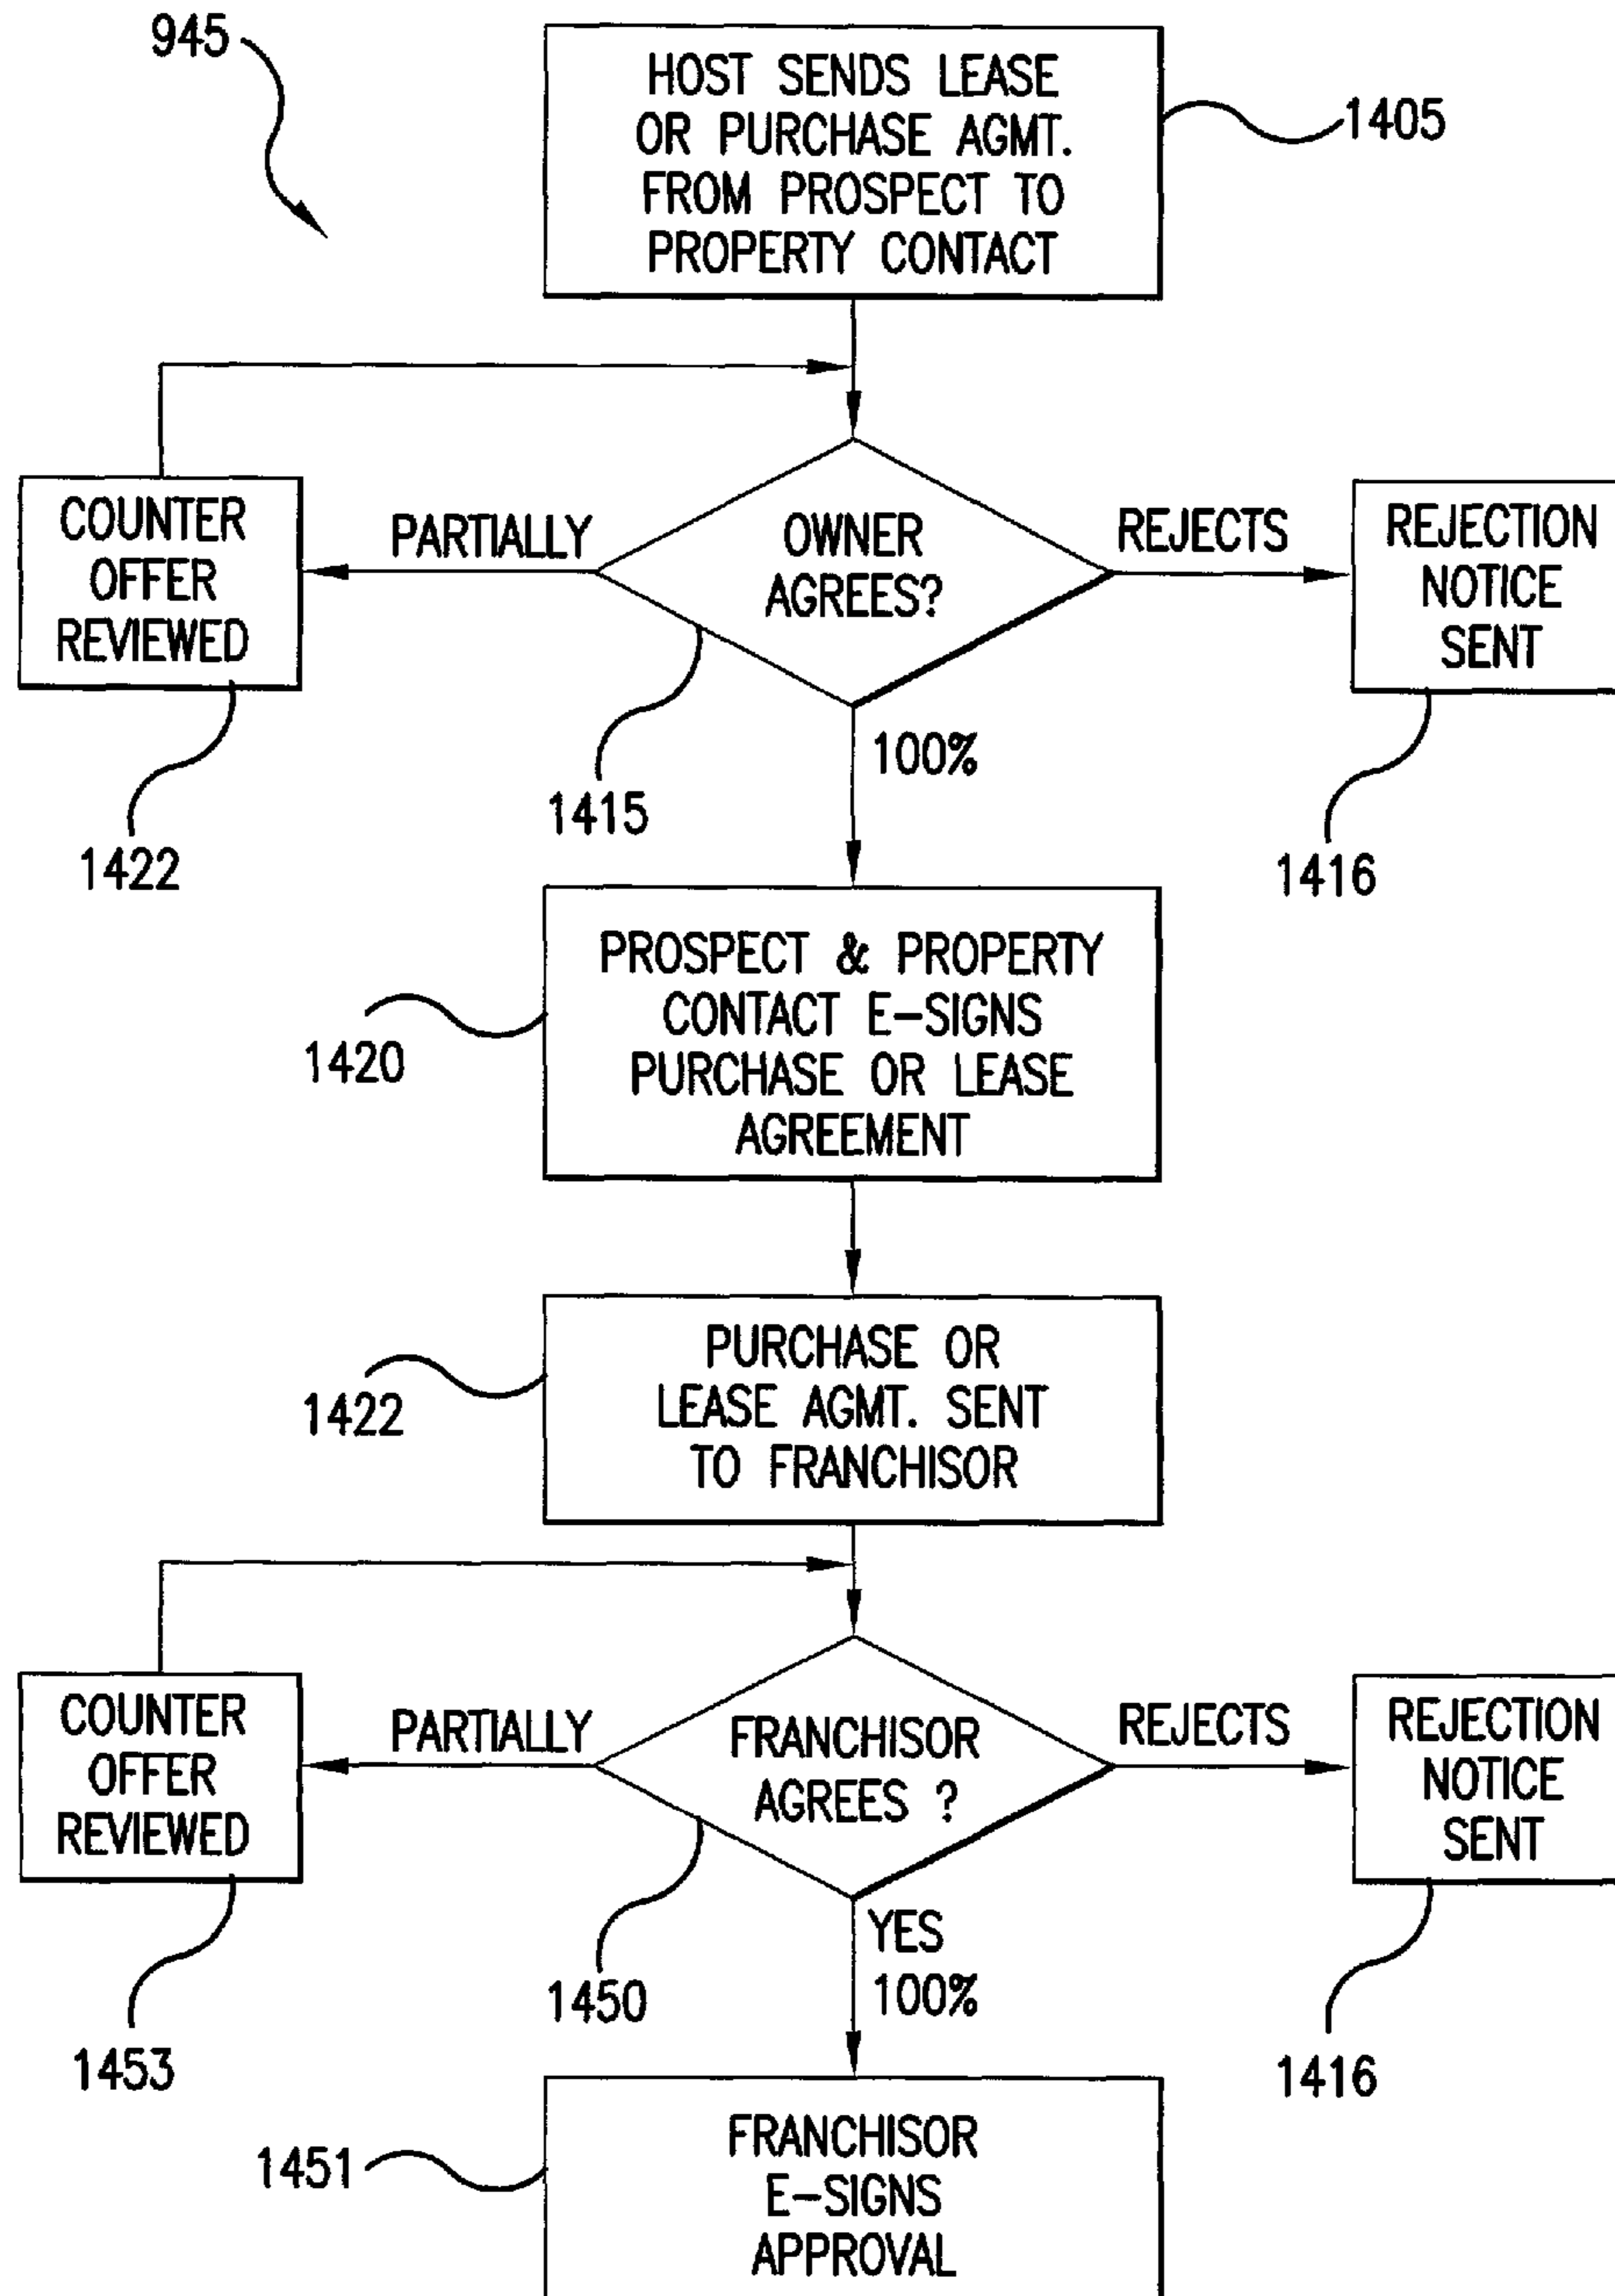 945
HOST SENDS LEASE
OR PURCHASE AGMT.
FROM PROSPECT TO
PROPERTY CONTACT
1405
COUNTER
OFFER
REVIEWED
1422
PARTIALLY
OWNER
AGREES?
1415
REJECTS
REJECTION
NOTICE
SENT
1416
100%
PROSPECT & PROPERTY
CONTACT E-SIGNS
PURCHASE OR LEASE
AGREEMENT
1420
PURCHASE OR
LEASE AGMT. SENT
TO FRANCHISOR
1422
COUNTER
OFFER
REVIEWED
1453
PARTIALLY
FRANCHISOR
AGREES ?
1450
REJECTS
REJECTION
NOTICE
SENT
1416
YES
100%
FRANCHISOR
E-SIGNS
APPROVAL
1451